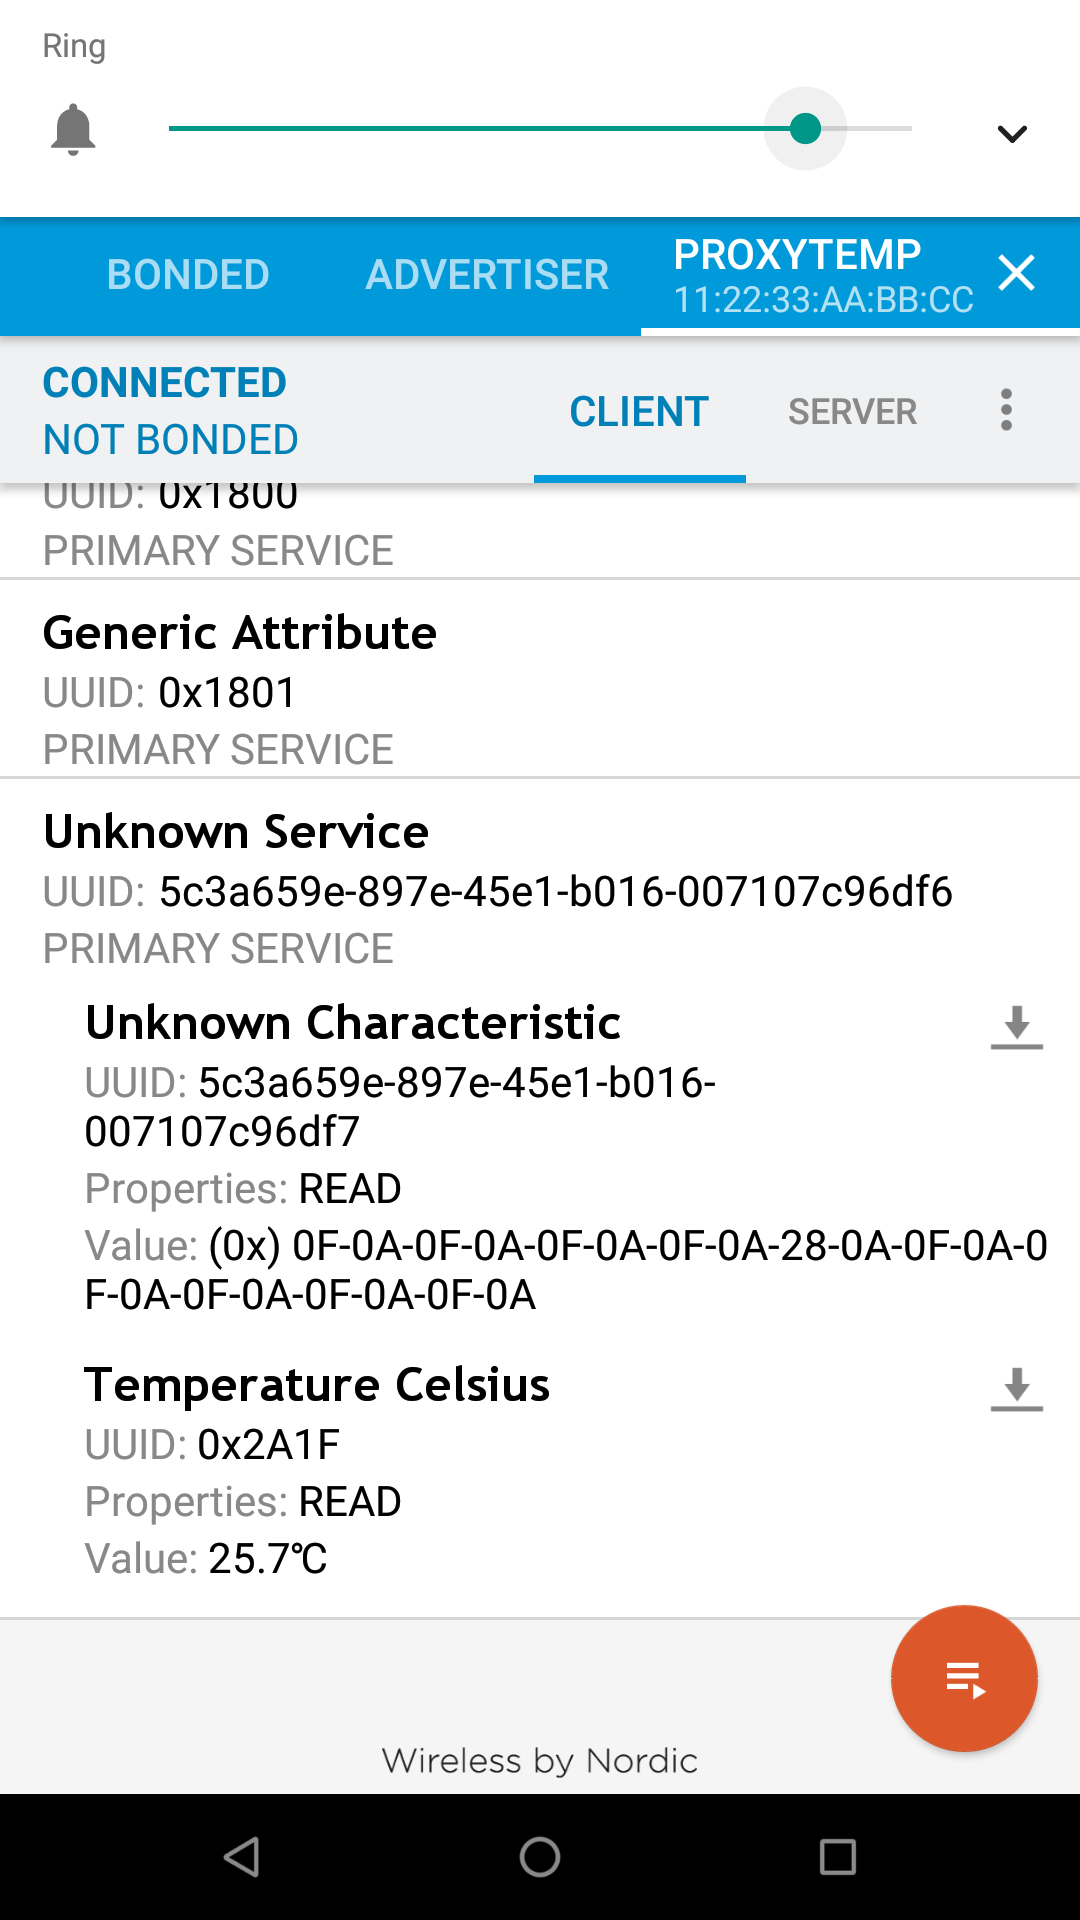 Ring
BONDED
ADVERTISER
PROXYTEMP
11:22:33:AA:BB:CC
CONNECTED
NOT BONDED
CLIENT
SERVER
UUID: 0x1800
PRIMARY SERVICE
Generic Attribute
UUID: 0x1801
PRIMARY SERVICE
Unknown Service
UUID: 5c3a659e-897e-45e1-b016-007107c96df6
PRIMARY SERVICE
Unknown Characteristic
UUID: 5c3a659e-897e-45e1-b016-
007107c96df7
Properties: READ
Value: (0x) 0F-0A-0F-0A-0F-0A-0F-0A-28-0A-0F-0A-0
F-0A-0F-0A-0F-0A-0F-0A
Temperature Celsius
UUID: 0x2A1F
Properties: READ
Value: 25.7°C
Wireless by Nordic